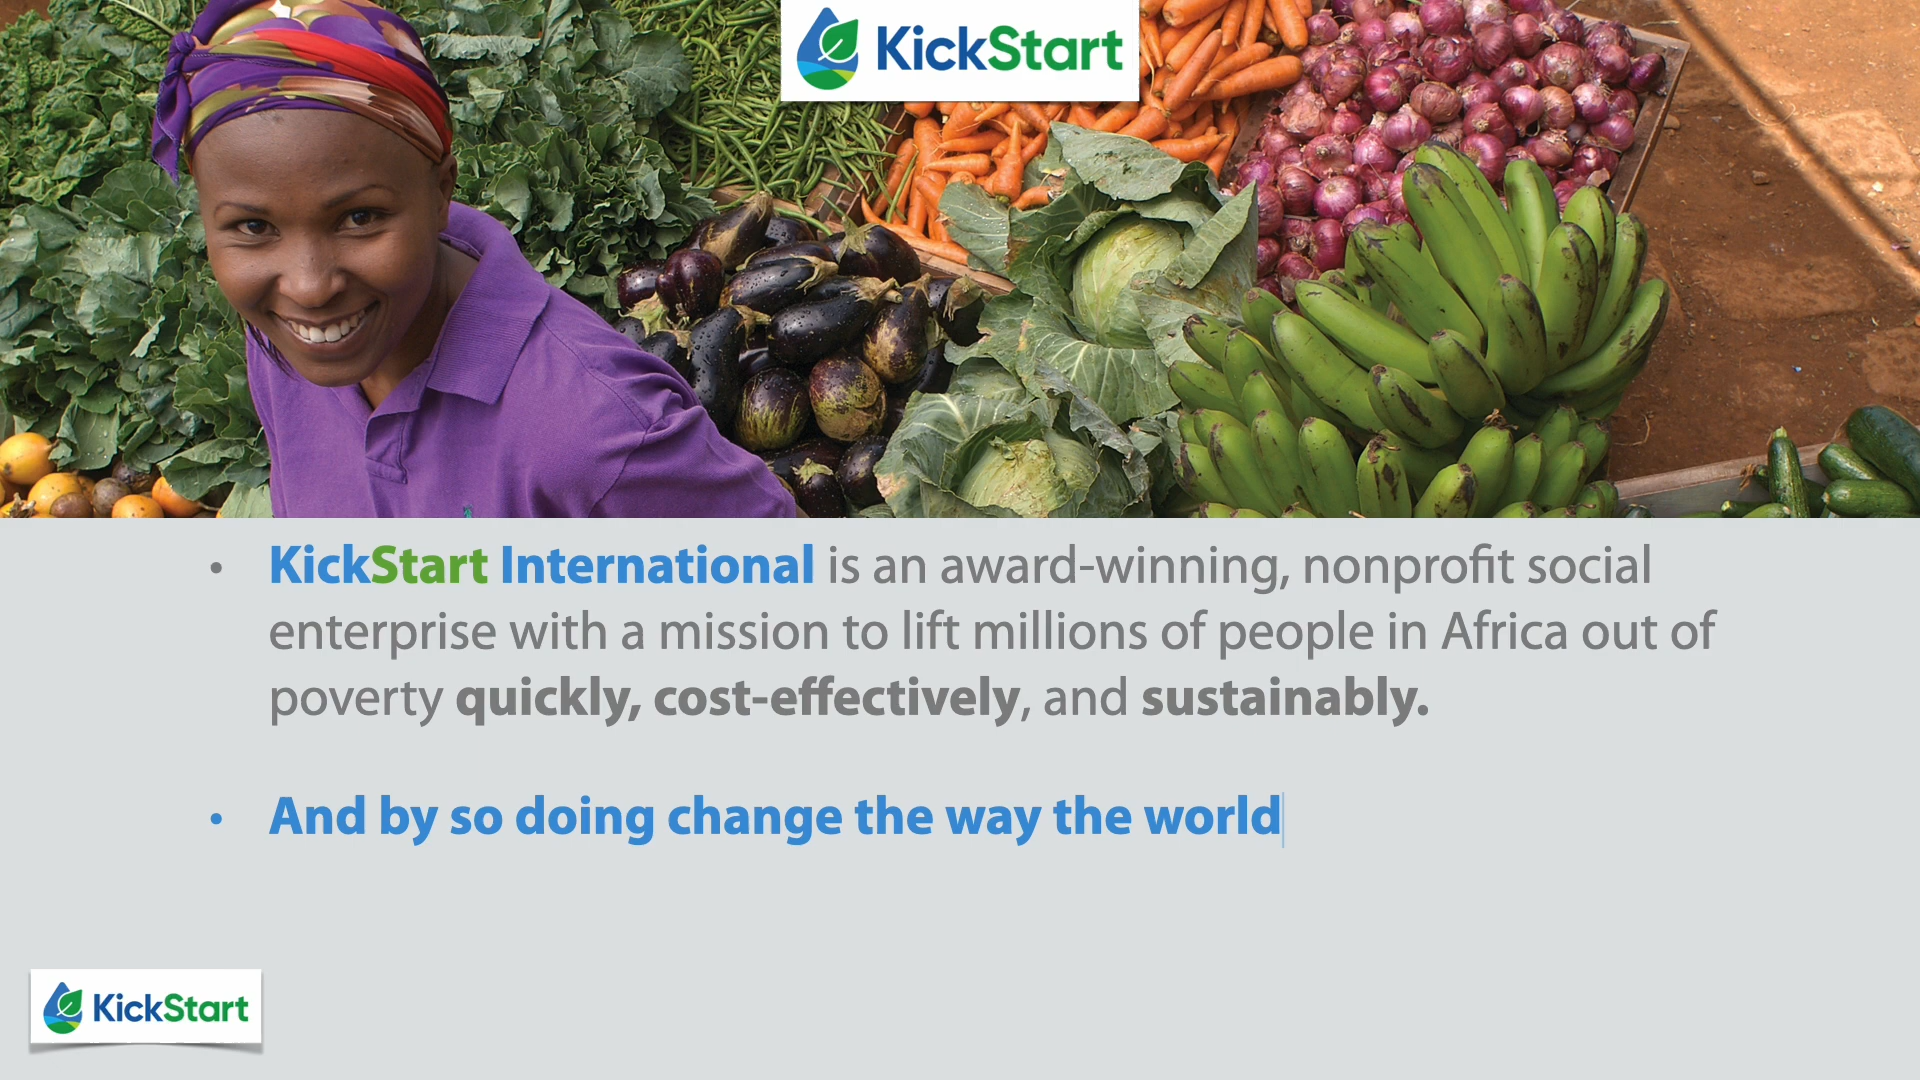 KickStart
• KickStart International is an award-winning, nonprofit social
enterprise with a mission to lift millions of people in Africa out of
poverty quickly, cost-effectively, and sustainably.
• And by so doing change the way the world
KickStart